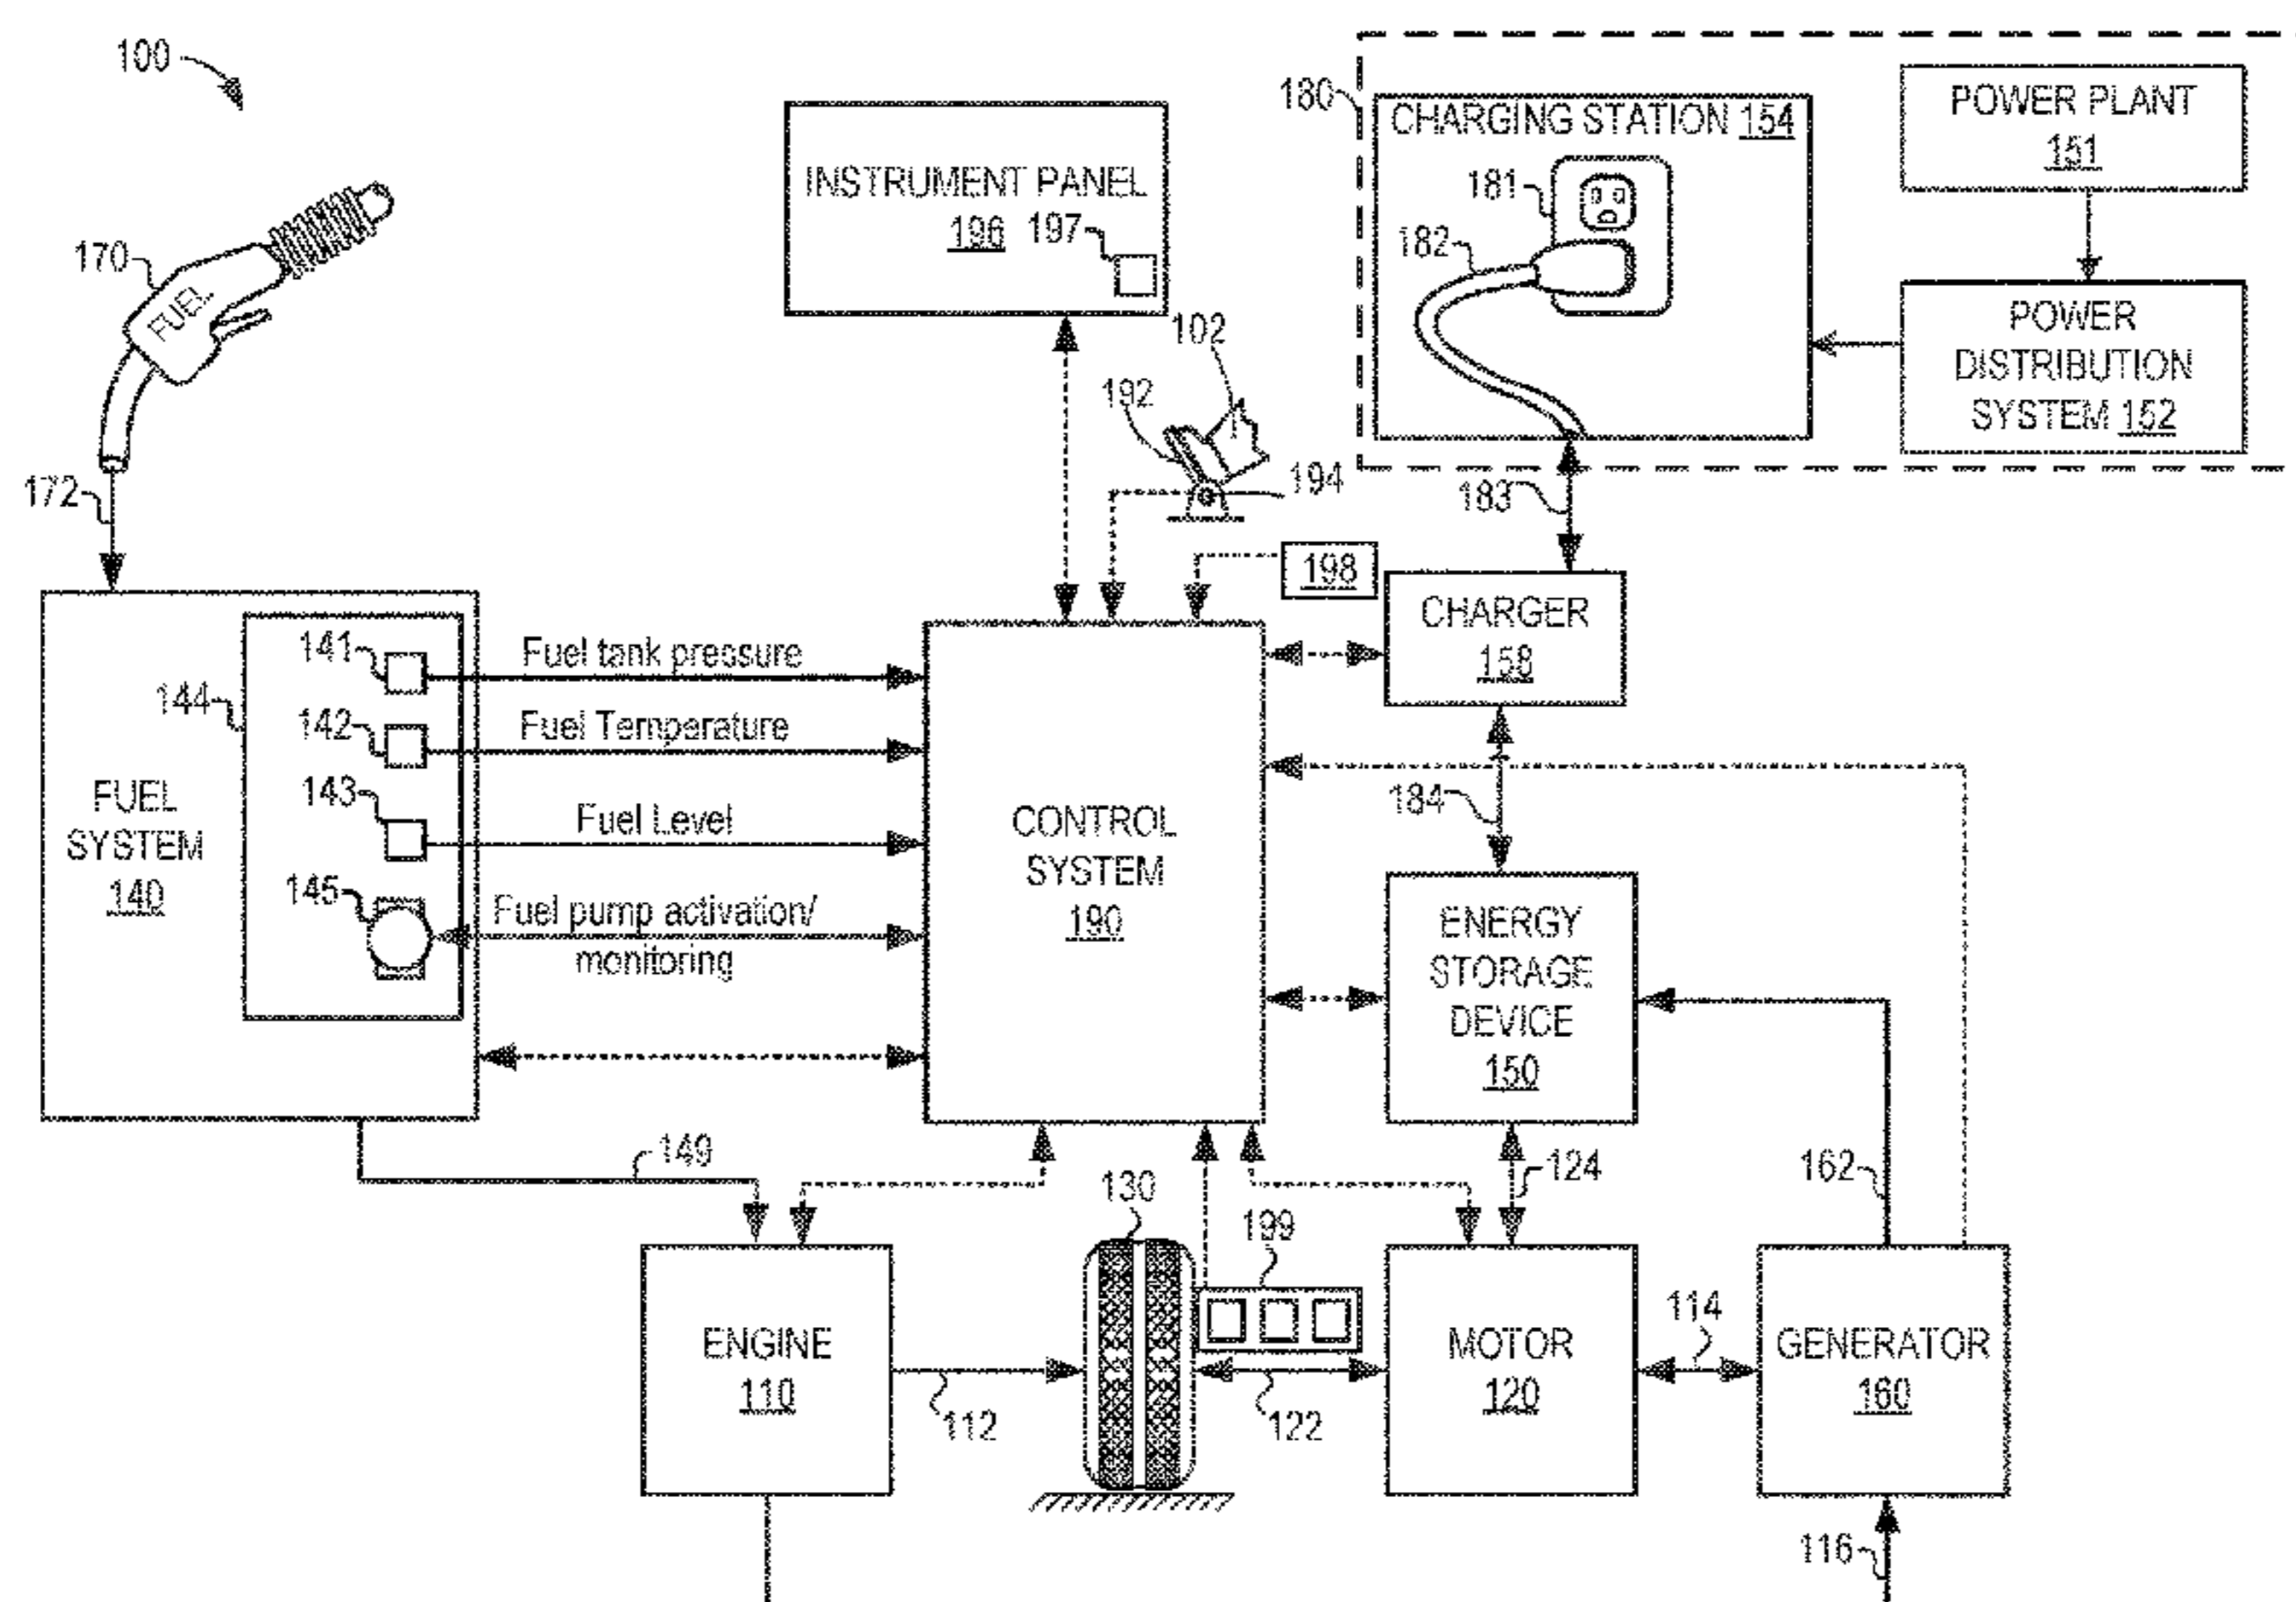 100
180
CHARGING STATION 154
POWER PLANT
151
INSTRUMENT PANEL
196
197
181
182
170
FUEL
POWER
DISTRIBUTION
SYSTEM 152
102
192
194
172
183
198
CHARGER
158
141
Fuel tank pressure
144
142
Fuel Temperature
143
Fuel Level
184
FUEL
SYSTEM
140
CONTROL
SYSTEM
190
145
Fuel pump activation/
monitoring
ENERGY
STORAGE
DEVICE
150
149
130
124
162
199
114
ENGINE
110
MOTOR
120
GENERATOR
160
112
122
116